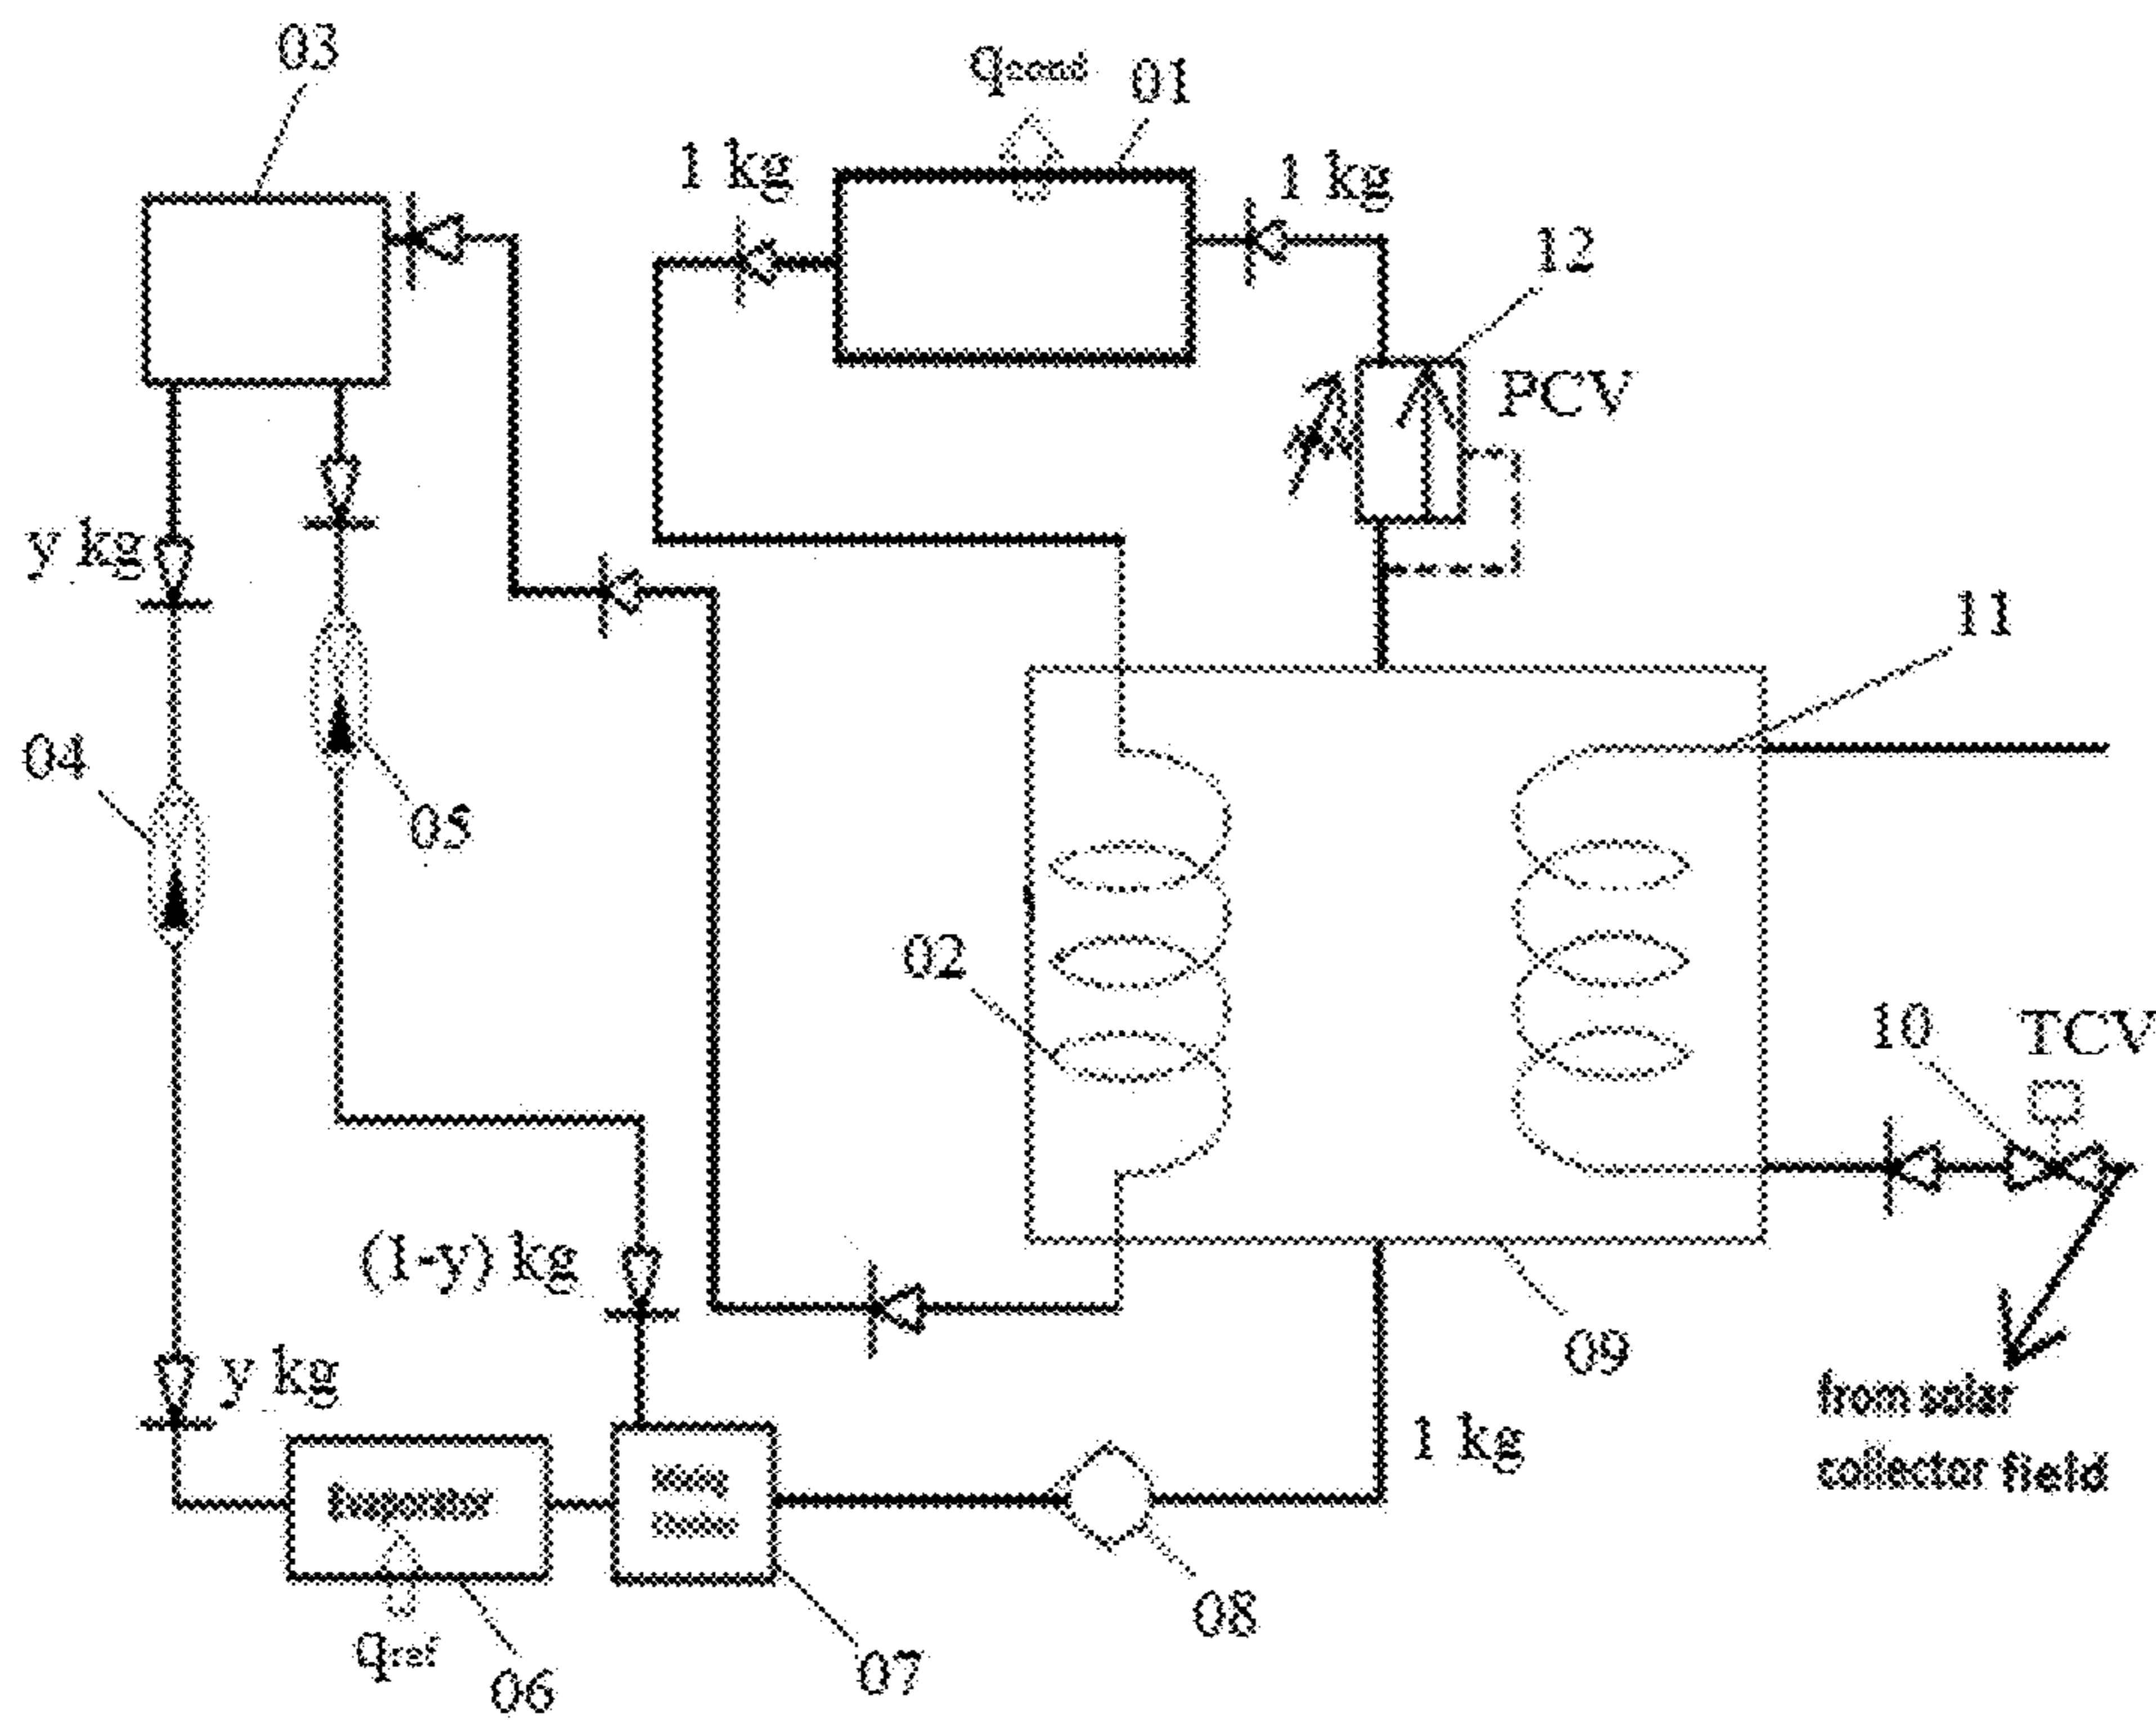 03
qcond
01
1 kg
1 kg
12
PCV
y kg
11
04
05
02
10
TCV
(1-y) kg
y kg
09
1 kg
from solar
collector field
Evaporator
08
qref
06
07